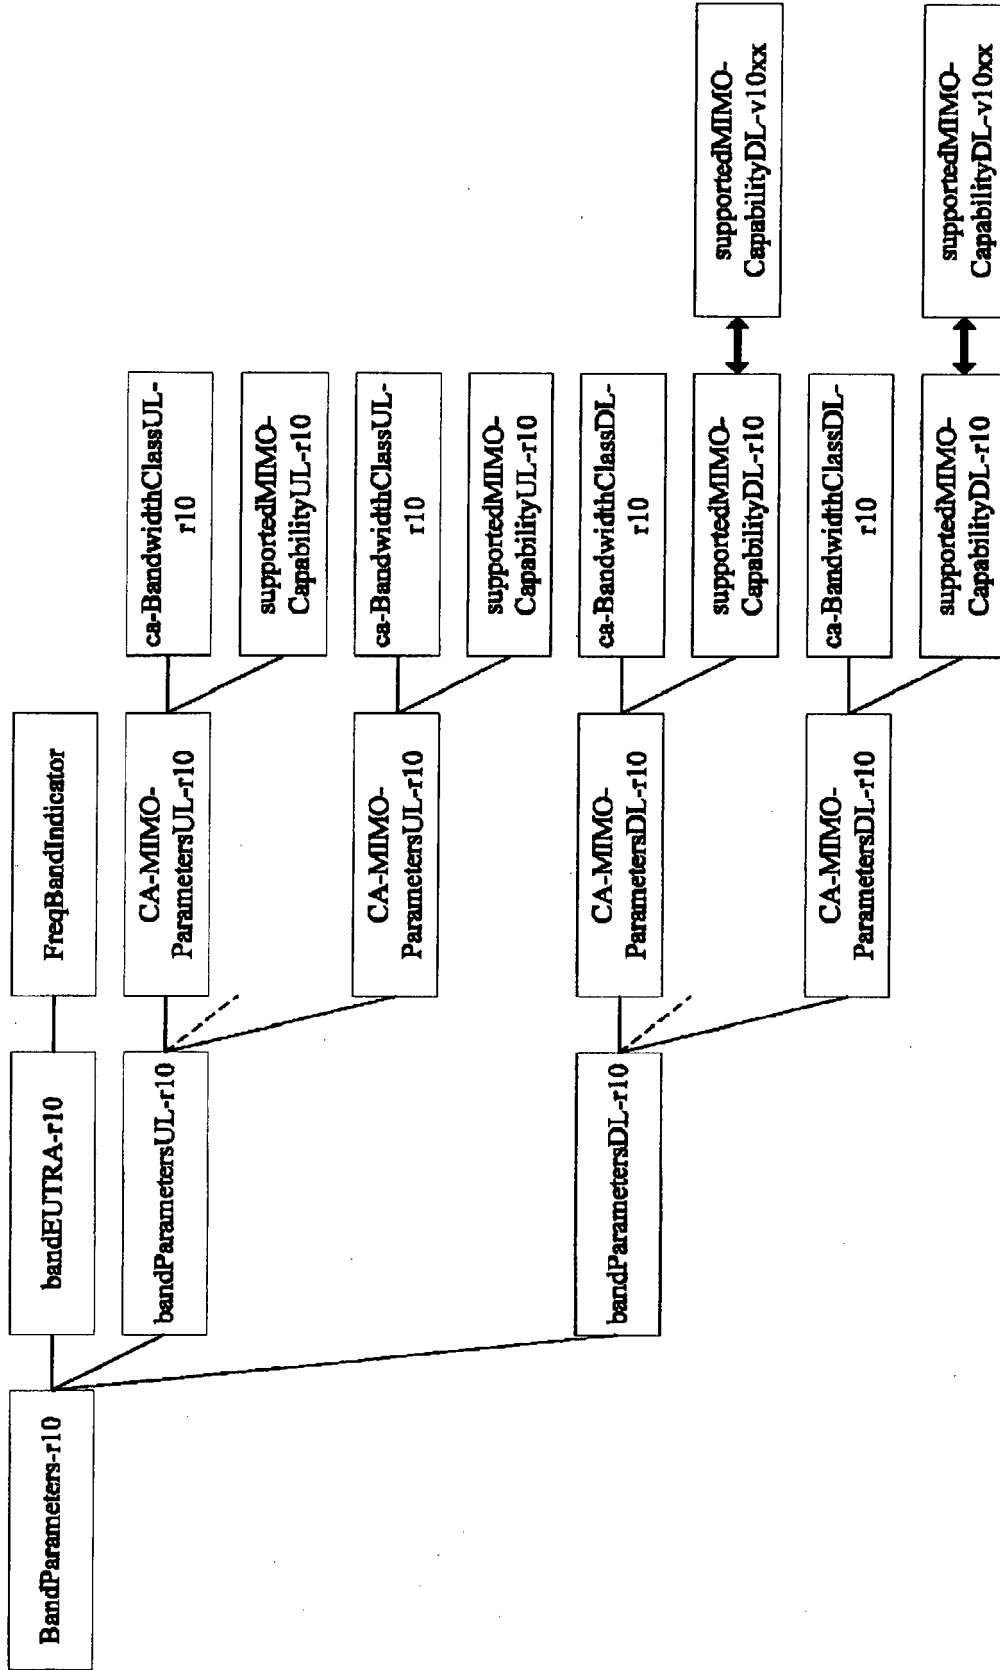 BandParameters-r10
bandEUTRA-r10
FreqBandIndicator
bandParametersUL-r10
CA-MIMO-
ParametersUL-r10
ca-BandwidthClassUL-
r10
supportedMIMO-
CapabilityUL-r10
CA-MIMO-
ParametersUL-r10
ca-BandwidthClassUL-
r10
supportedMIMO-
CapabilityUL-r10
bandParametersDL-r10
CA-MIMO-
ParametersDL-r10
ca-BandwidthClassDL-
r10
supportedMIMO-
CapabilityDL-r10
supportedMIMO-
CapabilityDL-v10xx
CA-MIMO-
ParametersDL-r10
ca-BandwidthClassDL-
r10
supportedMIMO-
CapabilityDL-r10
supportedMIMO-
CapabilityDL-v10xx